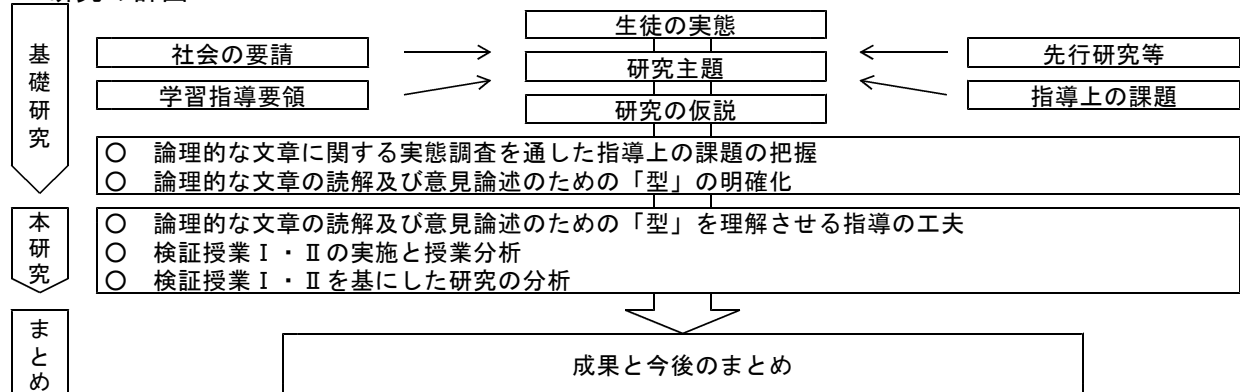 基礎研究
生徒の実態
社会の要請
研究主題
先行研究等
学習指導要領
研究の仮説
指導上の課題
○ 論理的な文章に関する実態調査を通した指導上の課題の把握
○ 論理的な文章の読解及び意見論述のための「型」の明確化
本研究
○ 論理的な文章の読解及び意見論述のための「型」を理解させる指導の工夫
○ 検証授業Ⅰ・Ⅱの実施と授業分析
○ 検証授業Ⅰ・Ⅱを基にした研究の分析
まとめ
成果と今後のまとめ